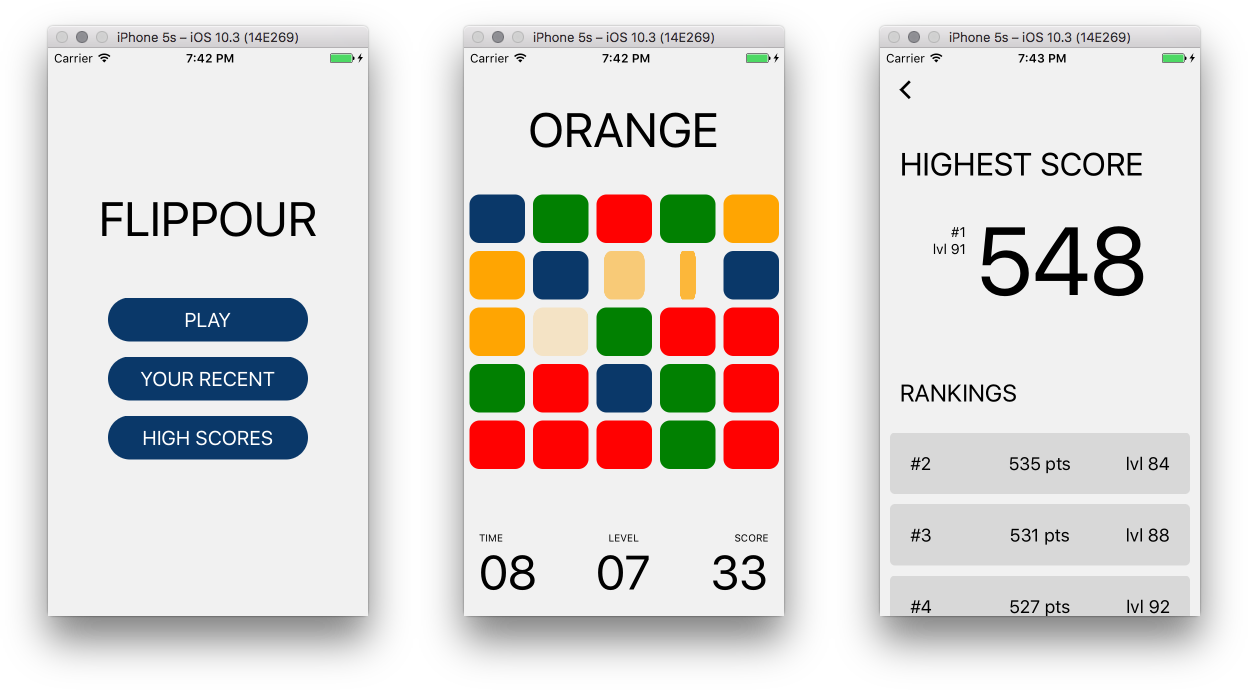 iPhone 5s – iOS 10.3 (14E269)
Carrier 7:42 PM
FLIPPOUR
PLAY
YOUR RECENT
HIGH SCORES
iPhone 5s – iOS 10.3 (14E269)
Carrier 7:42 PM
ORANGE
TIME LEVEL SCORE
08 07 33
iPhone 5s – iOS 10.3 (14E269)
Carrier 7:43 PM
HIGHEST SCORE
#1
lvl 91
548
RANKINGS
#2 535 pts lvl 84
#3 531 pts lvl 88
#4 527 pts lvl 92